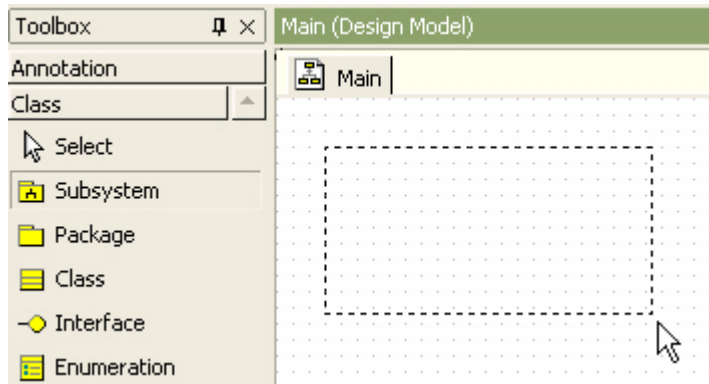 Toolbox
Main (Design Model)
Annotation
Main
Class
Select
Subsystem
Package
Class
Interface
Enumeration